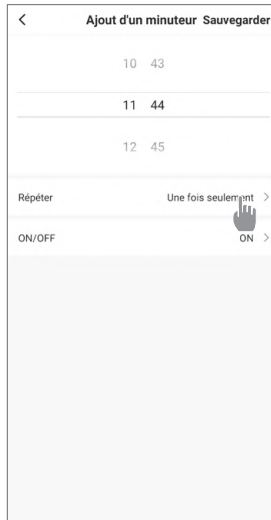 Ajout d'un minuteur Sauvegarder
10 43
11 44
12 45
Répéter Une fois seulement
ON/OFF ON